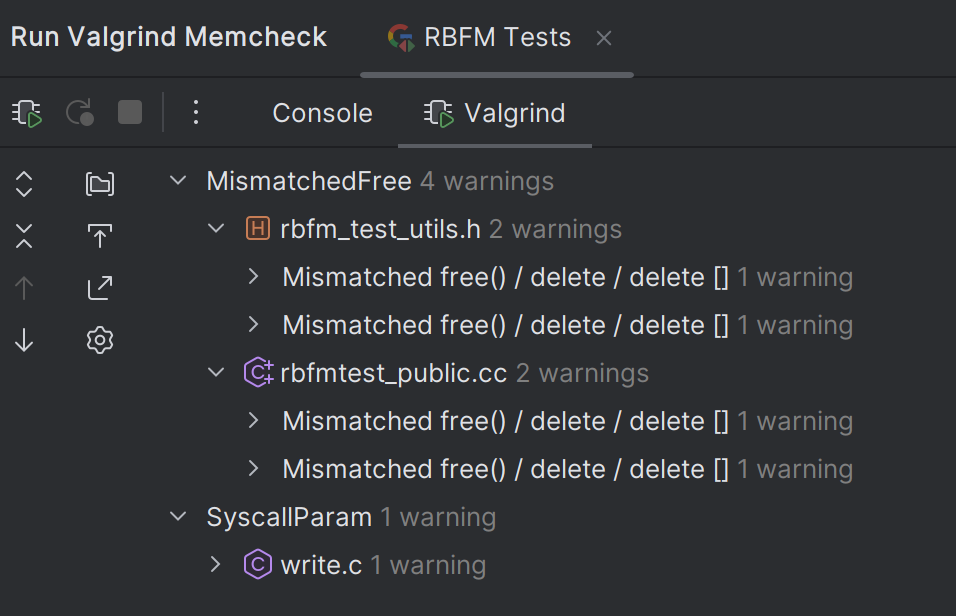 Run Valgrind Memcheck RBFM Tests
Console Valgrind
MismatchedFree 4 warnings
rbfm_test_utils.h 2 warnings
Mismatched free() / delete / delete [] 1 warning
Mismatched free() / delete / delete [] 1 warning
rbfmtest_public.cc 2 warnings
Mismatched free() / delete / delete [] 1 warning
Mismatched free() / delete / delete [] 1 warning
SyscallParam 1 warning
write.c 1 warning